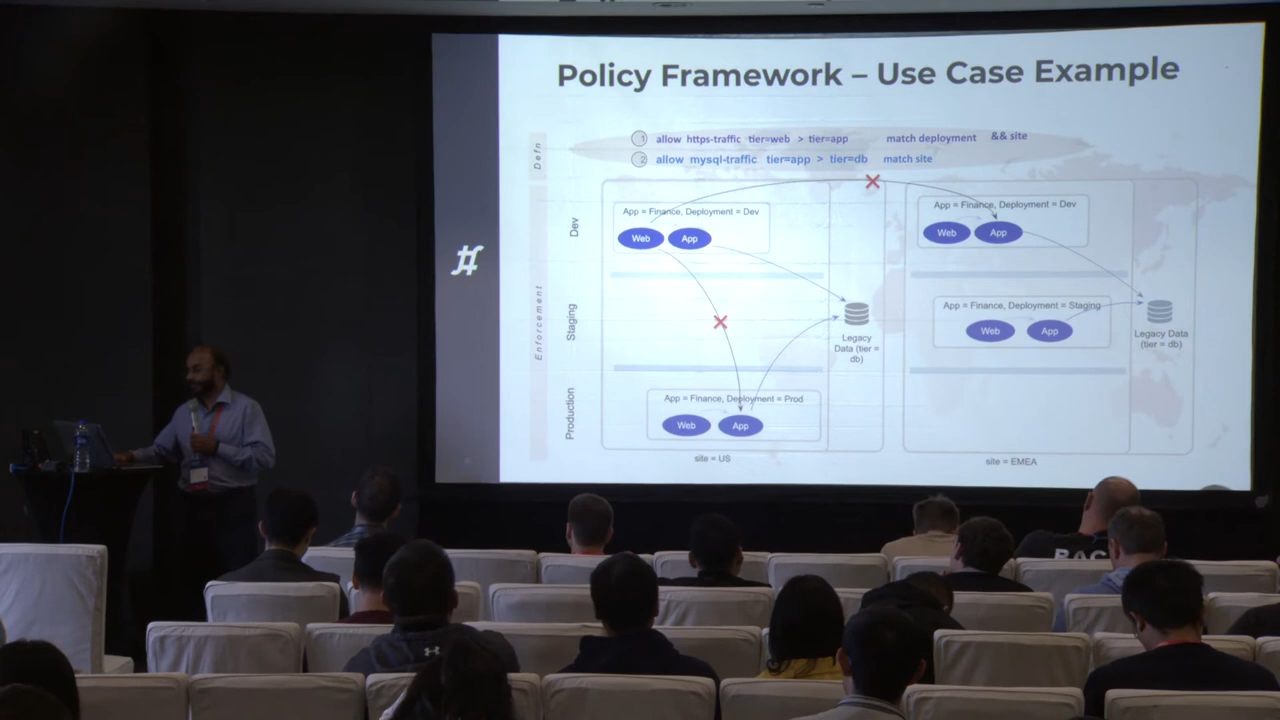 Policy Framework – Use Case Example
Defn
1 allow https-traffic tier=web > tier=app match deployment && site
2 allow mysql-traffic tier=app > tier=db match site
Enforcement
Dev
App = Finance, Deployment = Dev
Web App
App = Finance, Deployment = Dev
Web App
Staging
Legacy
Data (tier =
db)
App = Finance, Deployment = Staging
Web App
Legacy Data
(tier = db)
Production
App = Finance, Deployment = Prod
Web App
site = US
site = EMEA